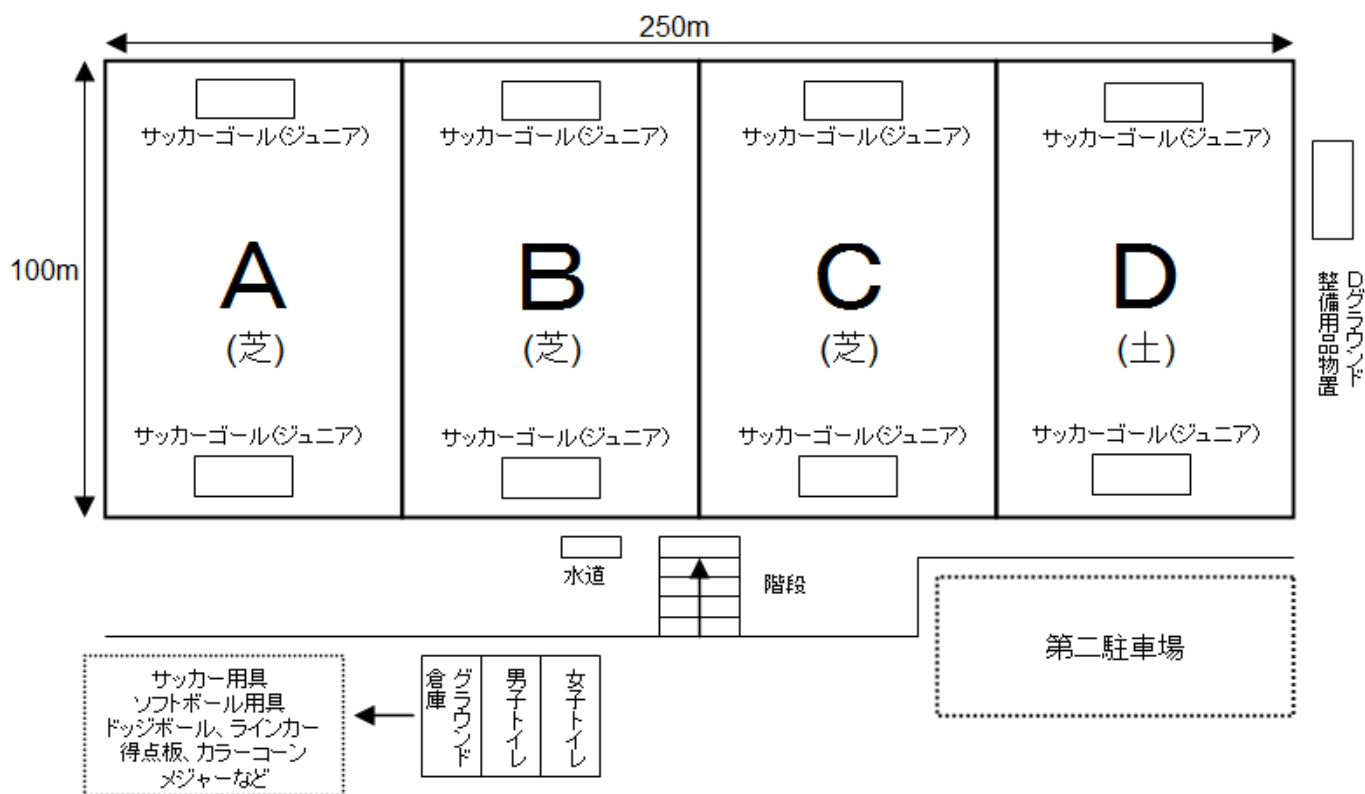 250m
100m
サッカーゴール(ジュニア)
サッカーゴール(ジュニア)
サッカーゴール(ジュニア)
サッカーゴール(ジュニア)
A
(芝)
B
(芝)
C
(芝)
D
(土)
Dグラウンド
整備用品物置
サッカーゴール(ジュニア)
サッカーゴール(ジュニア)
サッカーゴール(ジュニア)
サッカーゴール(ジュニア)
水道
階段
第二駐車場
サッカー用具
ソフトボール用具
ドッジボール、ラインカー
得点板、カラーコーン
メジャーなど
グラウンド
倉庫
男子トイレ
女子トイレ